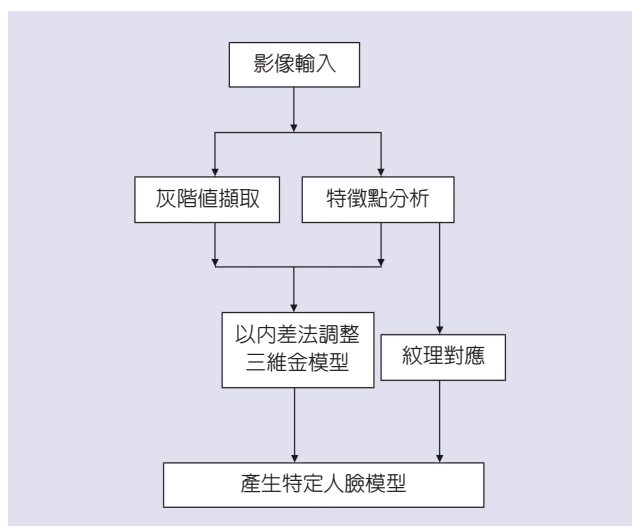 影像輸入
灰階值擷取
特徵點分析
以內差法調整
三維金模型
紋理對應
產生特定人臉模型